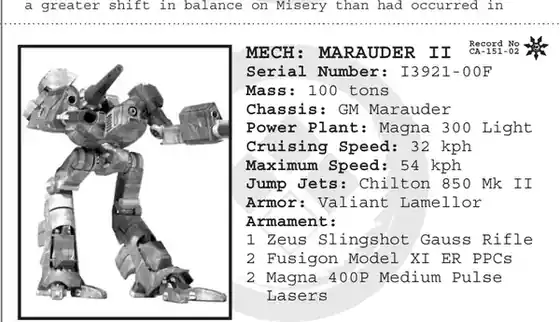 a greater shift in balance on Misery than had occurred in
MECH: MARAUDER II
Record No
CA-151-02
Serial Number: I3921-00F
Mass: 100 tons
Chassis: GM Marauder
Power Plant: Magna 300 Light
Cruising Speed: 32 kph
Maximum Speed: 54 kph
Jump Jets: Chilton 850 Mk II
Armor: Valiant Lamellor
Armament:
1 Zeus Slingshot Gauss Rifle
2 Fusigon Model XI ER PPCs
2 Magna 400P Medium Pulse
Lasers